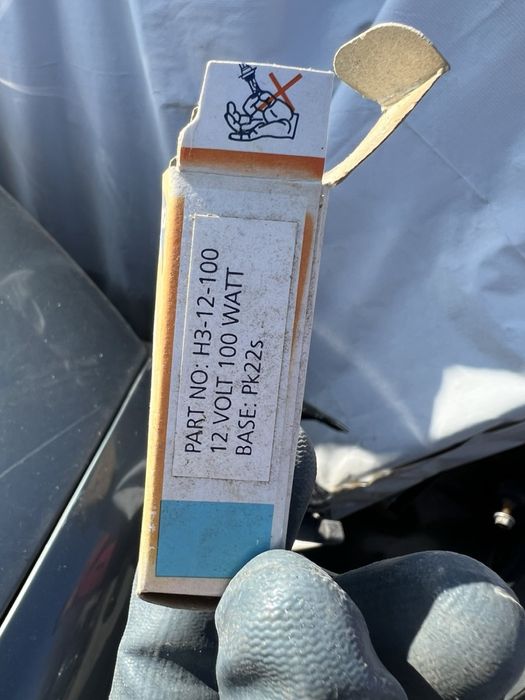 PART NO: H3-12-100
12 VOLT 100 WATT
BASE: Pk22s